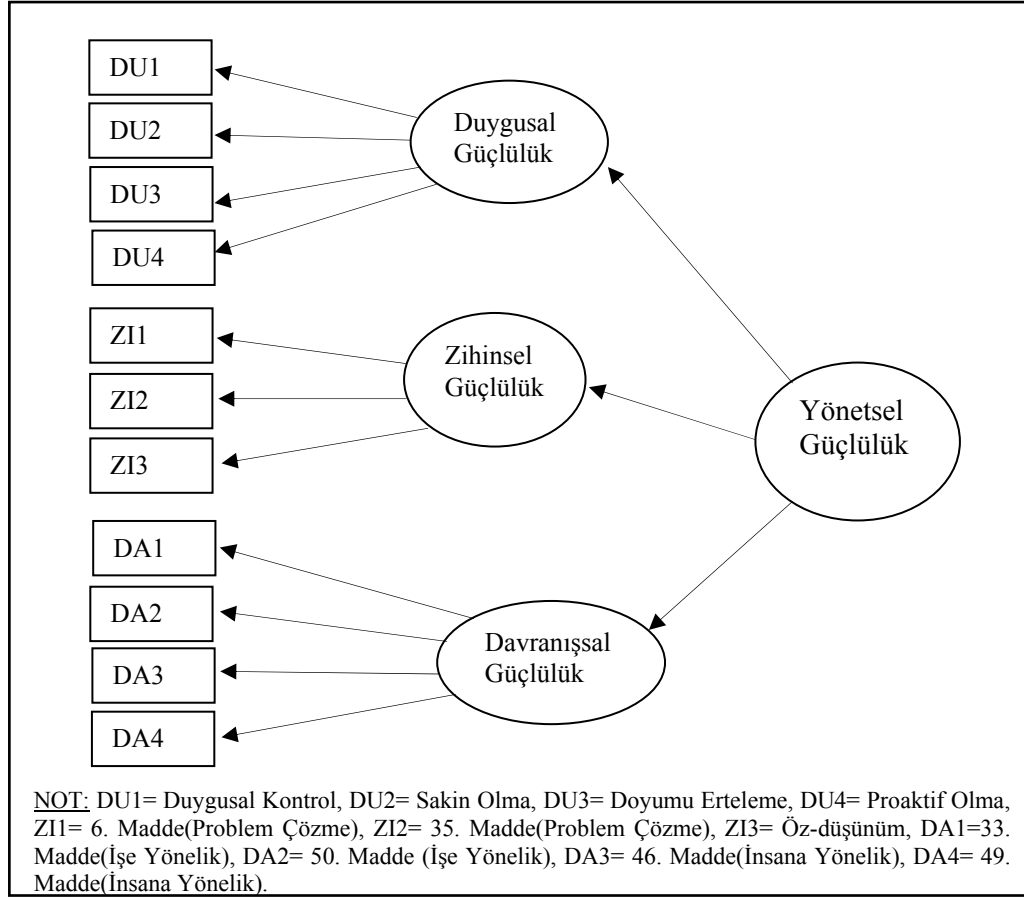 DU1
DU2
DU3
DU4
Duygusal
Güçlülük
ZI1
ZI2
ZI3
Zihinsel
Güçlülük
Yönetsel
Güçlülük
DA1
DA2
DA3
DA4
Davranışsal
Güçlülük
NOT: DU1= Duygusal Kontrol, DU2= Sakin Olma, DU3= Doyumu Erteleme, DU4= Proaktif Olma,
ZI1= 6. Madde(Problem Çözme), ZI2= 35. Madde(Problem Çözme), ZI3= Öz-düşünüm, DA1=33.
Madde(İşe Yönelik), DA2= 50. Madde (İşe Yönelik), DA3= 46. Madde(İnsana Yönelik), DA4= 49.
Madde(İnsana Yönelik).